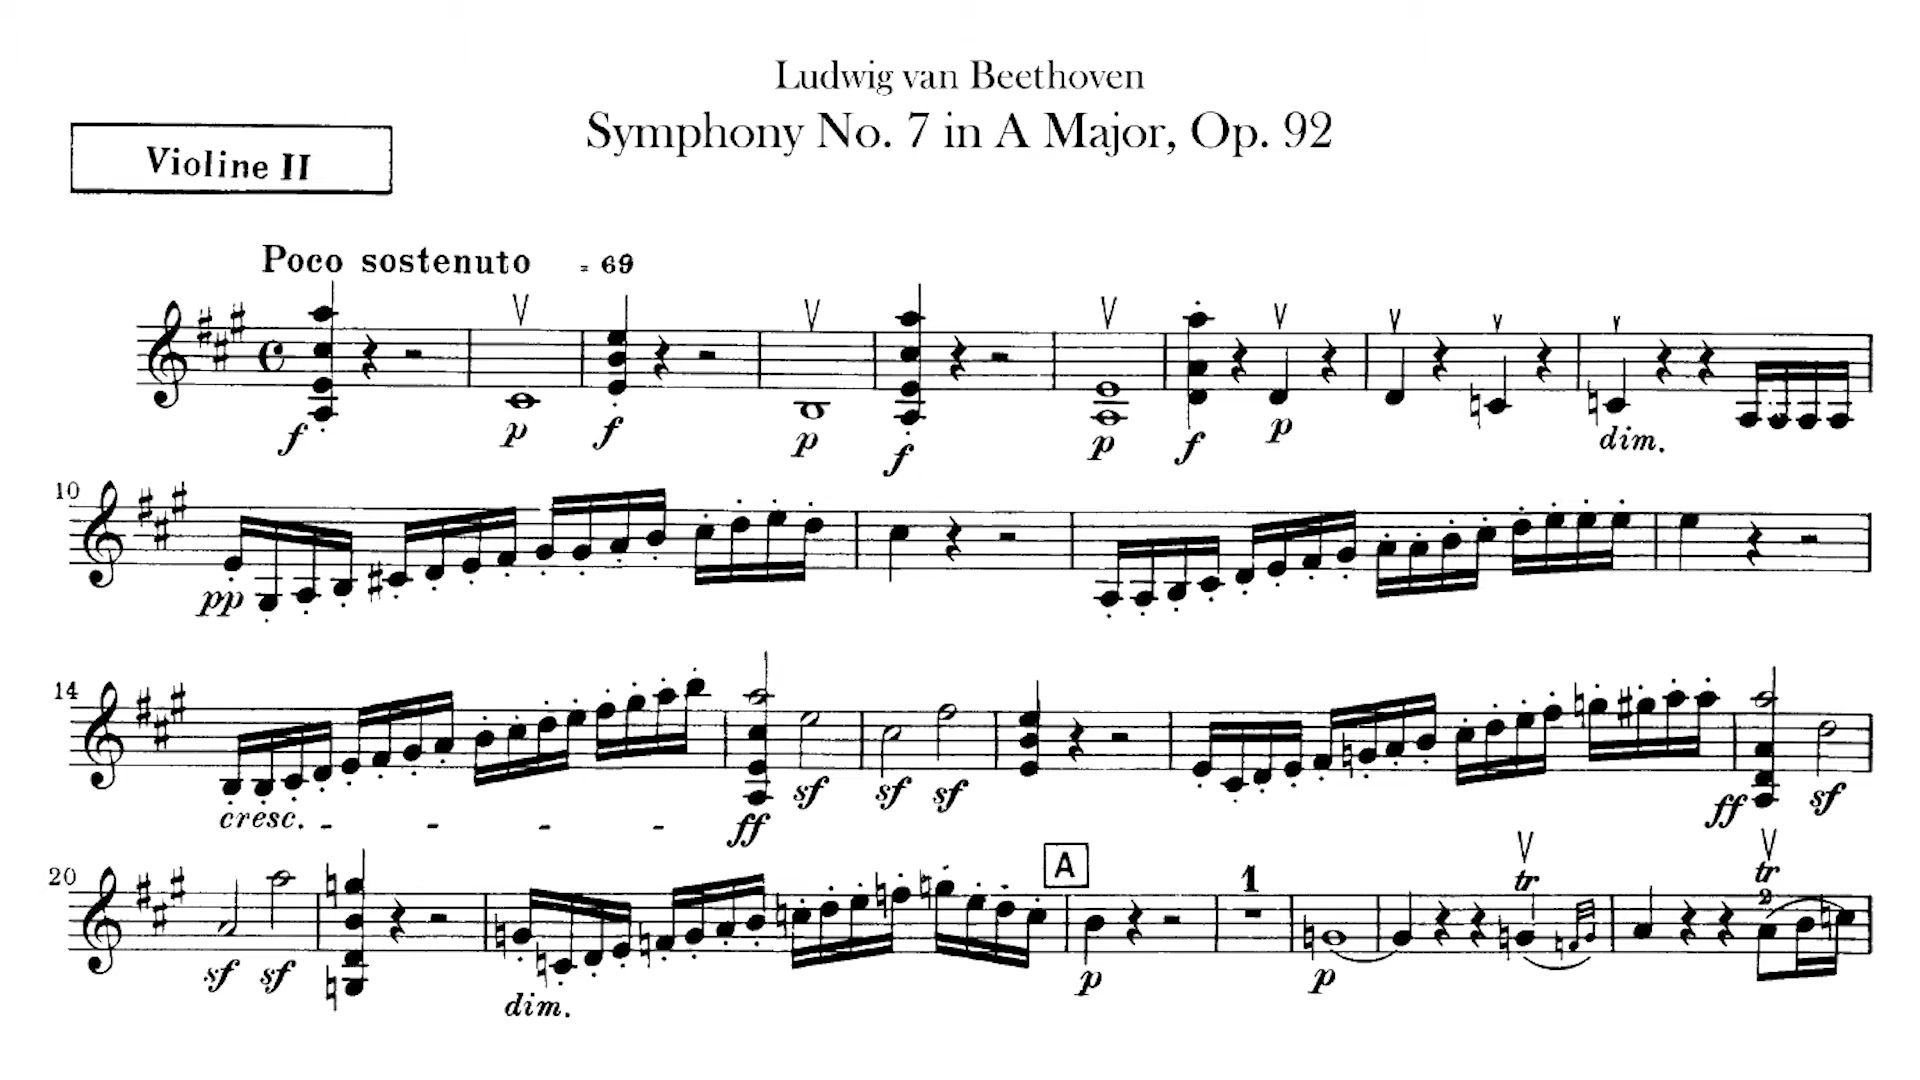 Ludwig van Beethoven
Symphony No. 7 in A Major, Op. 92
Violine II
Poco sostenuto = 69
f p f p f p f p dim.
10
pp
14
cresc. - - - - ff sf sf sf ff sf
20
A 1 tr tr 2
sf sf dim. p p